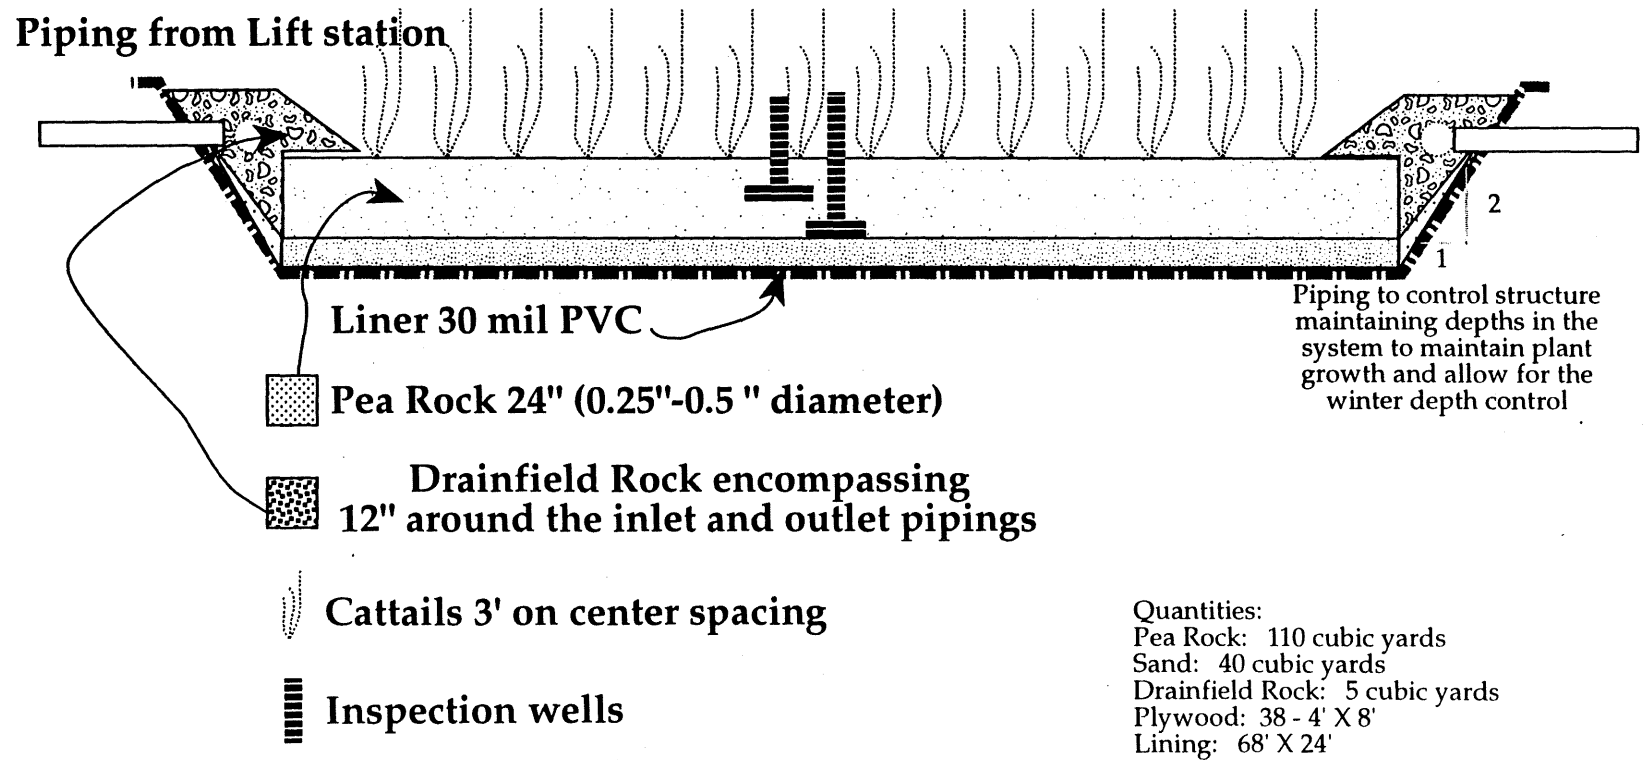 Piping from Lift station
2
1
Piping to control structure
maintaining depths in the
system to maintain plant
growth and allow for the
winter depth control
Liner 30 mil PVC
Pea Rock 24" (0.25"-0.5 " diameter)
Drainfield Rock encompassing
12" around the inlet and outlet pipings
Cattails 3' on center spacing
Inspection wells
Quantities:
Pea Rock: 110 cubic yards
Sand: 40 cubic yards
Drainfield Rock: 5 cubic yards
Plywood: 38 - 4' X 8'
Lining: 68' X 24'